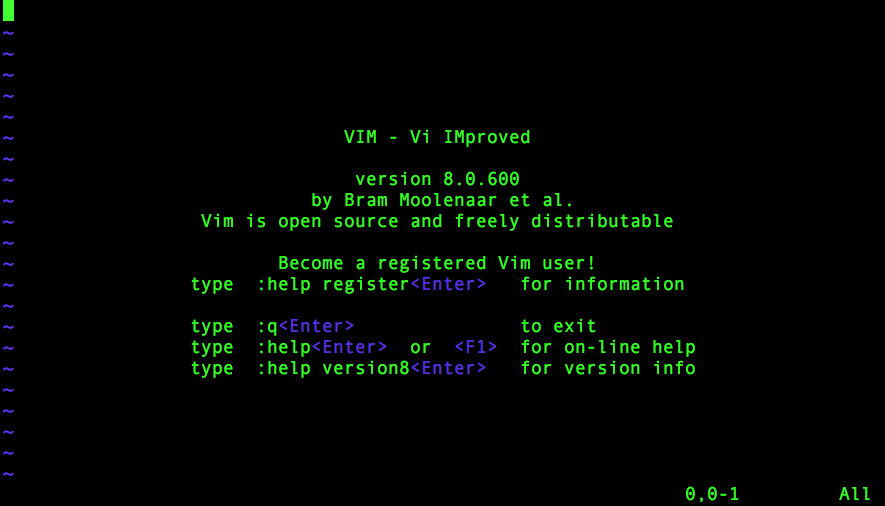 ~
~
~
~
~
~ VIM - Vi IMproved
~
~ version 8.0.600
~ by Bram Moolenaar et al.
~ Vim is open source and freely distributable
~
~ Become a registered Vim user!
~ type :help register<Enter> for information
~
~ type :q<Enter> to exit
~ type :help<Enter> or <F1> for on-line help
~ type :help version8<Enter> for version info
~
~
~
~
~
0,0-1 All